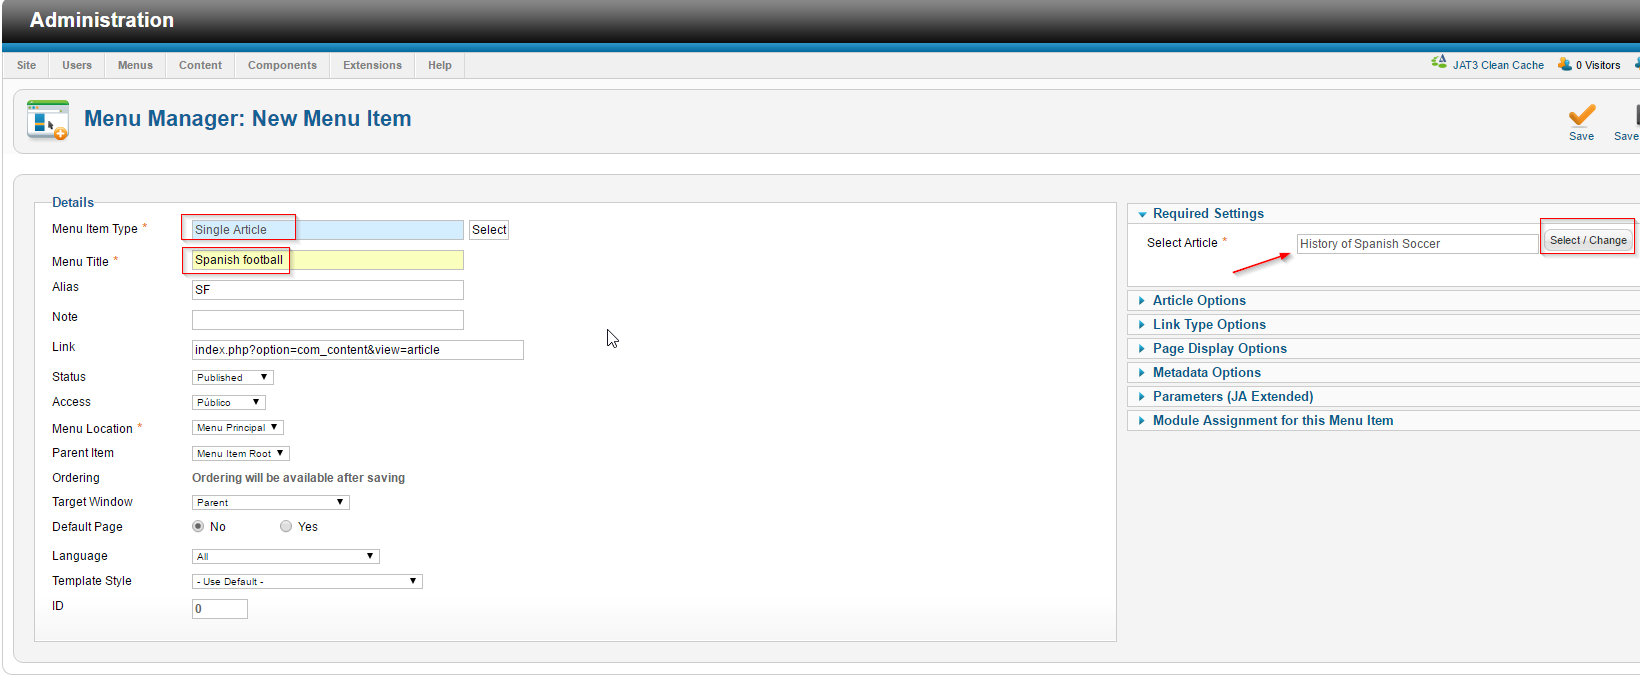 Administration
Site Users Menus Content Components Extensions Help JAT3 Clean Cache 0 Visitors
Menu Manager: New Menu Item
Save Save
Details
Menu Item Type * Single Article Select
Menu Title * Spanish football
Alias SF
Note
Link index.php?option=com_content&view=article
Status Published
Access Público
Menu Location * Menu Principal
Parent Item Menu Item Root
Ordering Ordering will be available after saving
Target Window Parent
Default Page No Yes
Language All
Template Style - Use Default -
ID 0
Required Settings
Select Article * History of Spanish Soccer Select / Change
Article Options
Link Type Options
Page Display Options
Metadata Options
Parameters (JA Extended)
Module Assignment for this Menu Item